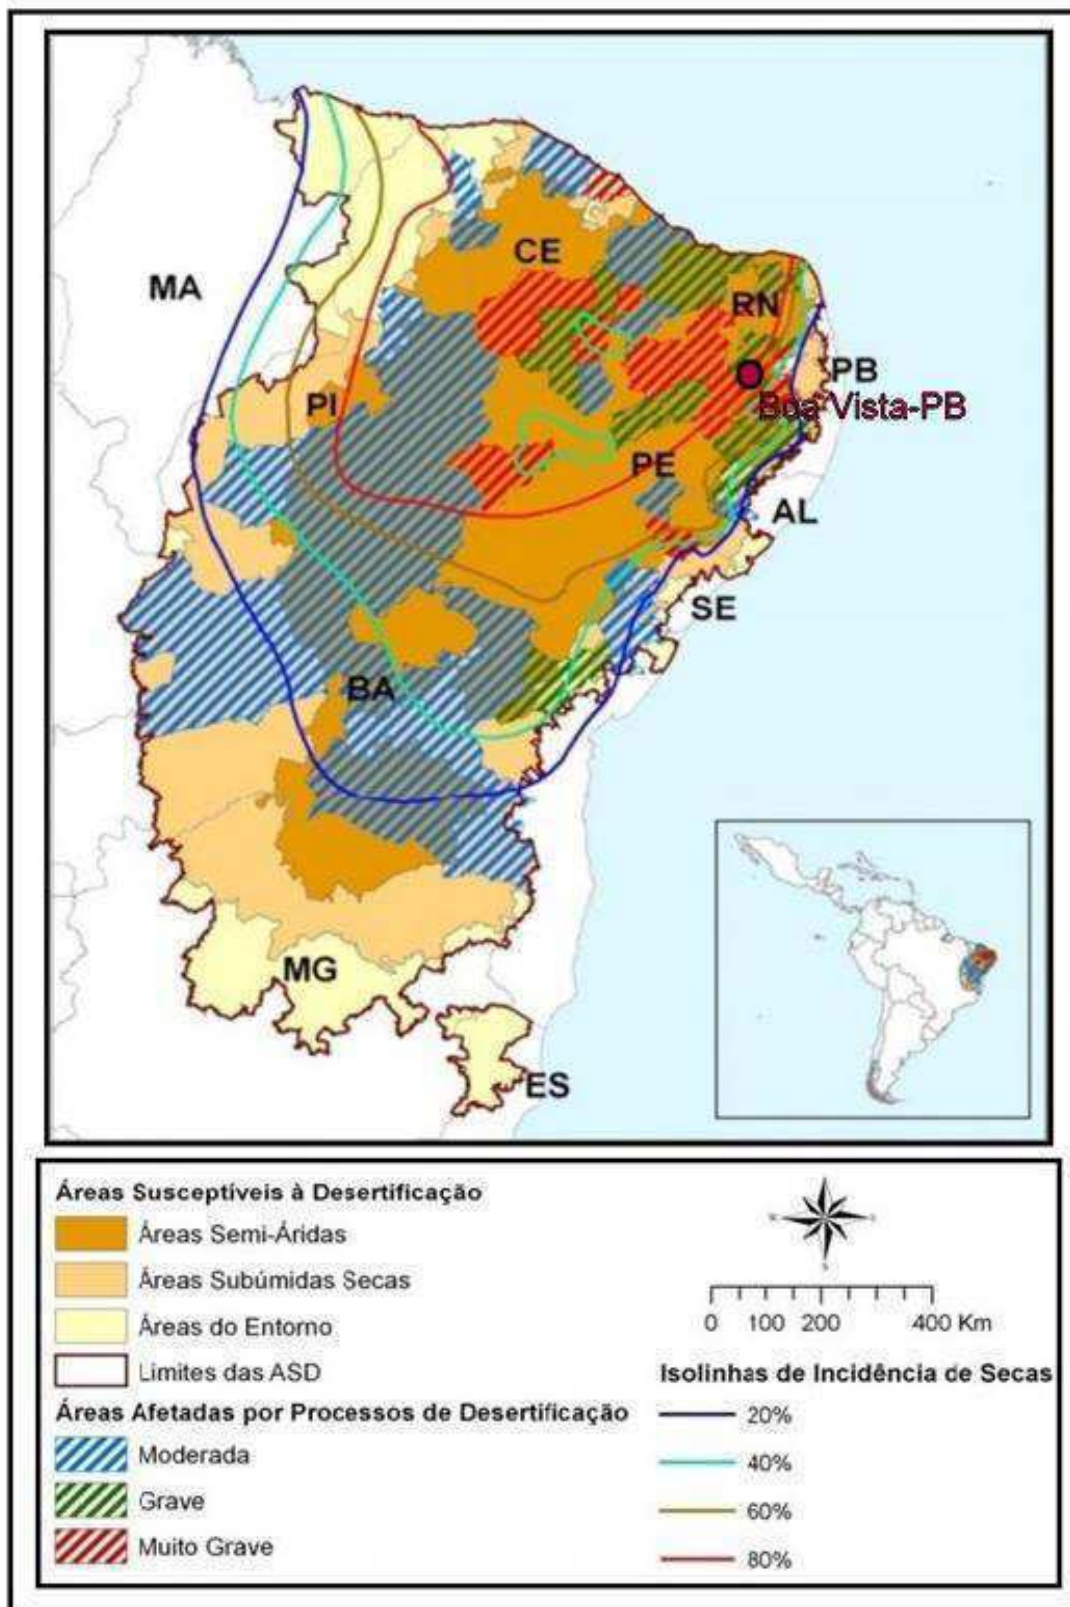 MA
CE
RN
PB
Boa Vista-PB
PI
PE
AL
SE
BA
MG
ES
Áreas Susceptíveis à Desertificação
Áreas Semi-Áridas
Áreas Subúmidas Secas
Áreas do Entorno
Limites das ASD
Áreas Afetadas por Processos de Desertificação
Moderada
Grave
Muito Grave
0 100 200 400 Km
Isolinhas de Incidência de Secas
20%
40%
60%
80%